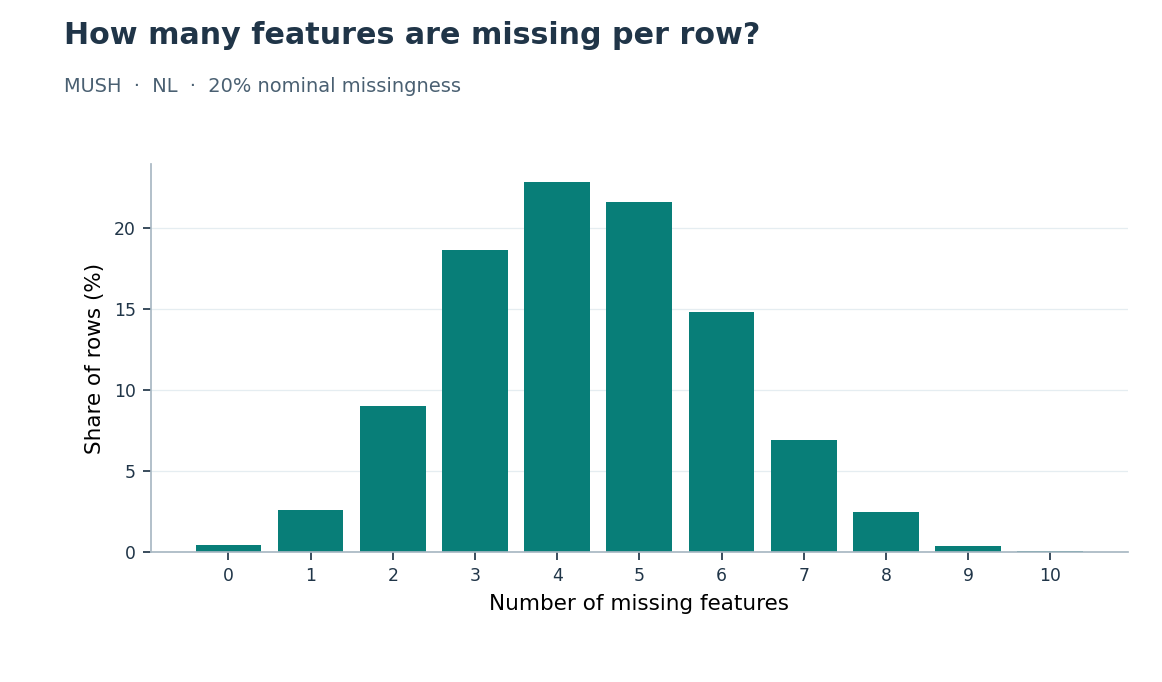 How many features are missing per row?
MUSH · NL · 20% nominal missingness
Share of rows (%)
20
15
10
5
0
0 1 2 3 4 5 6 7 8 9 10
Number of missing features